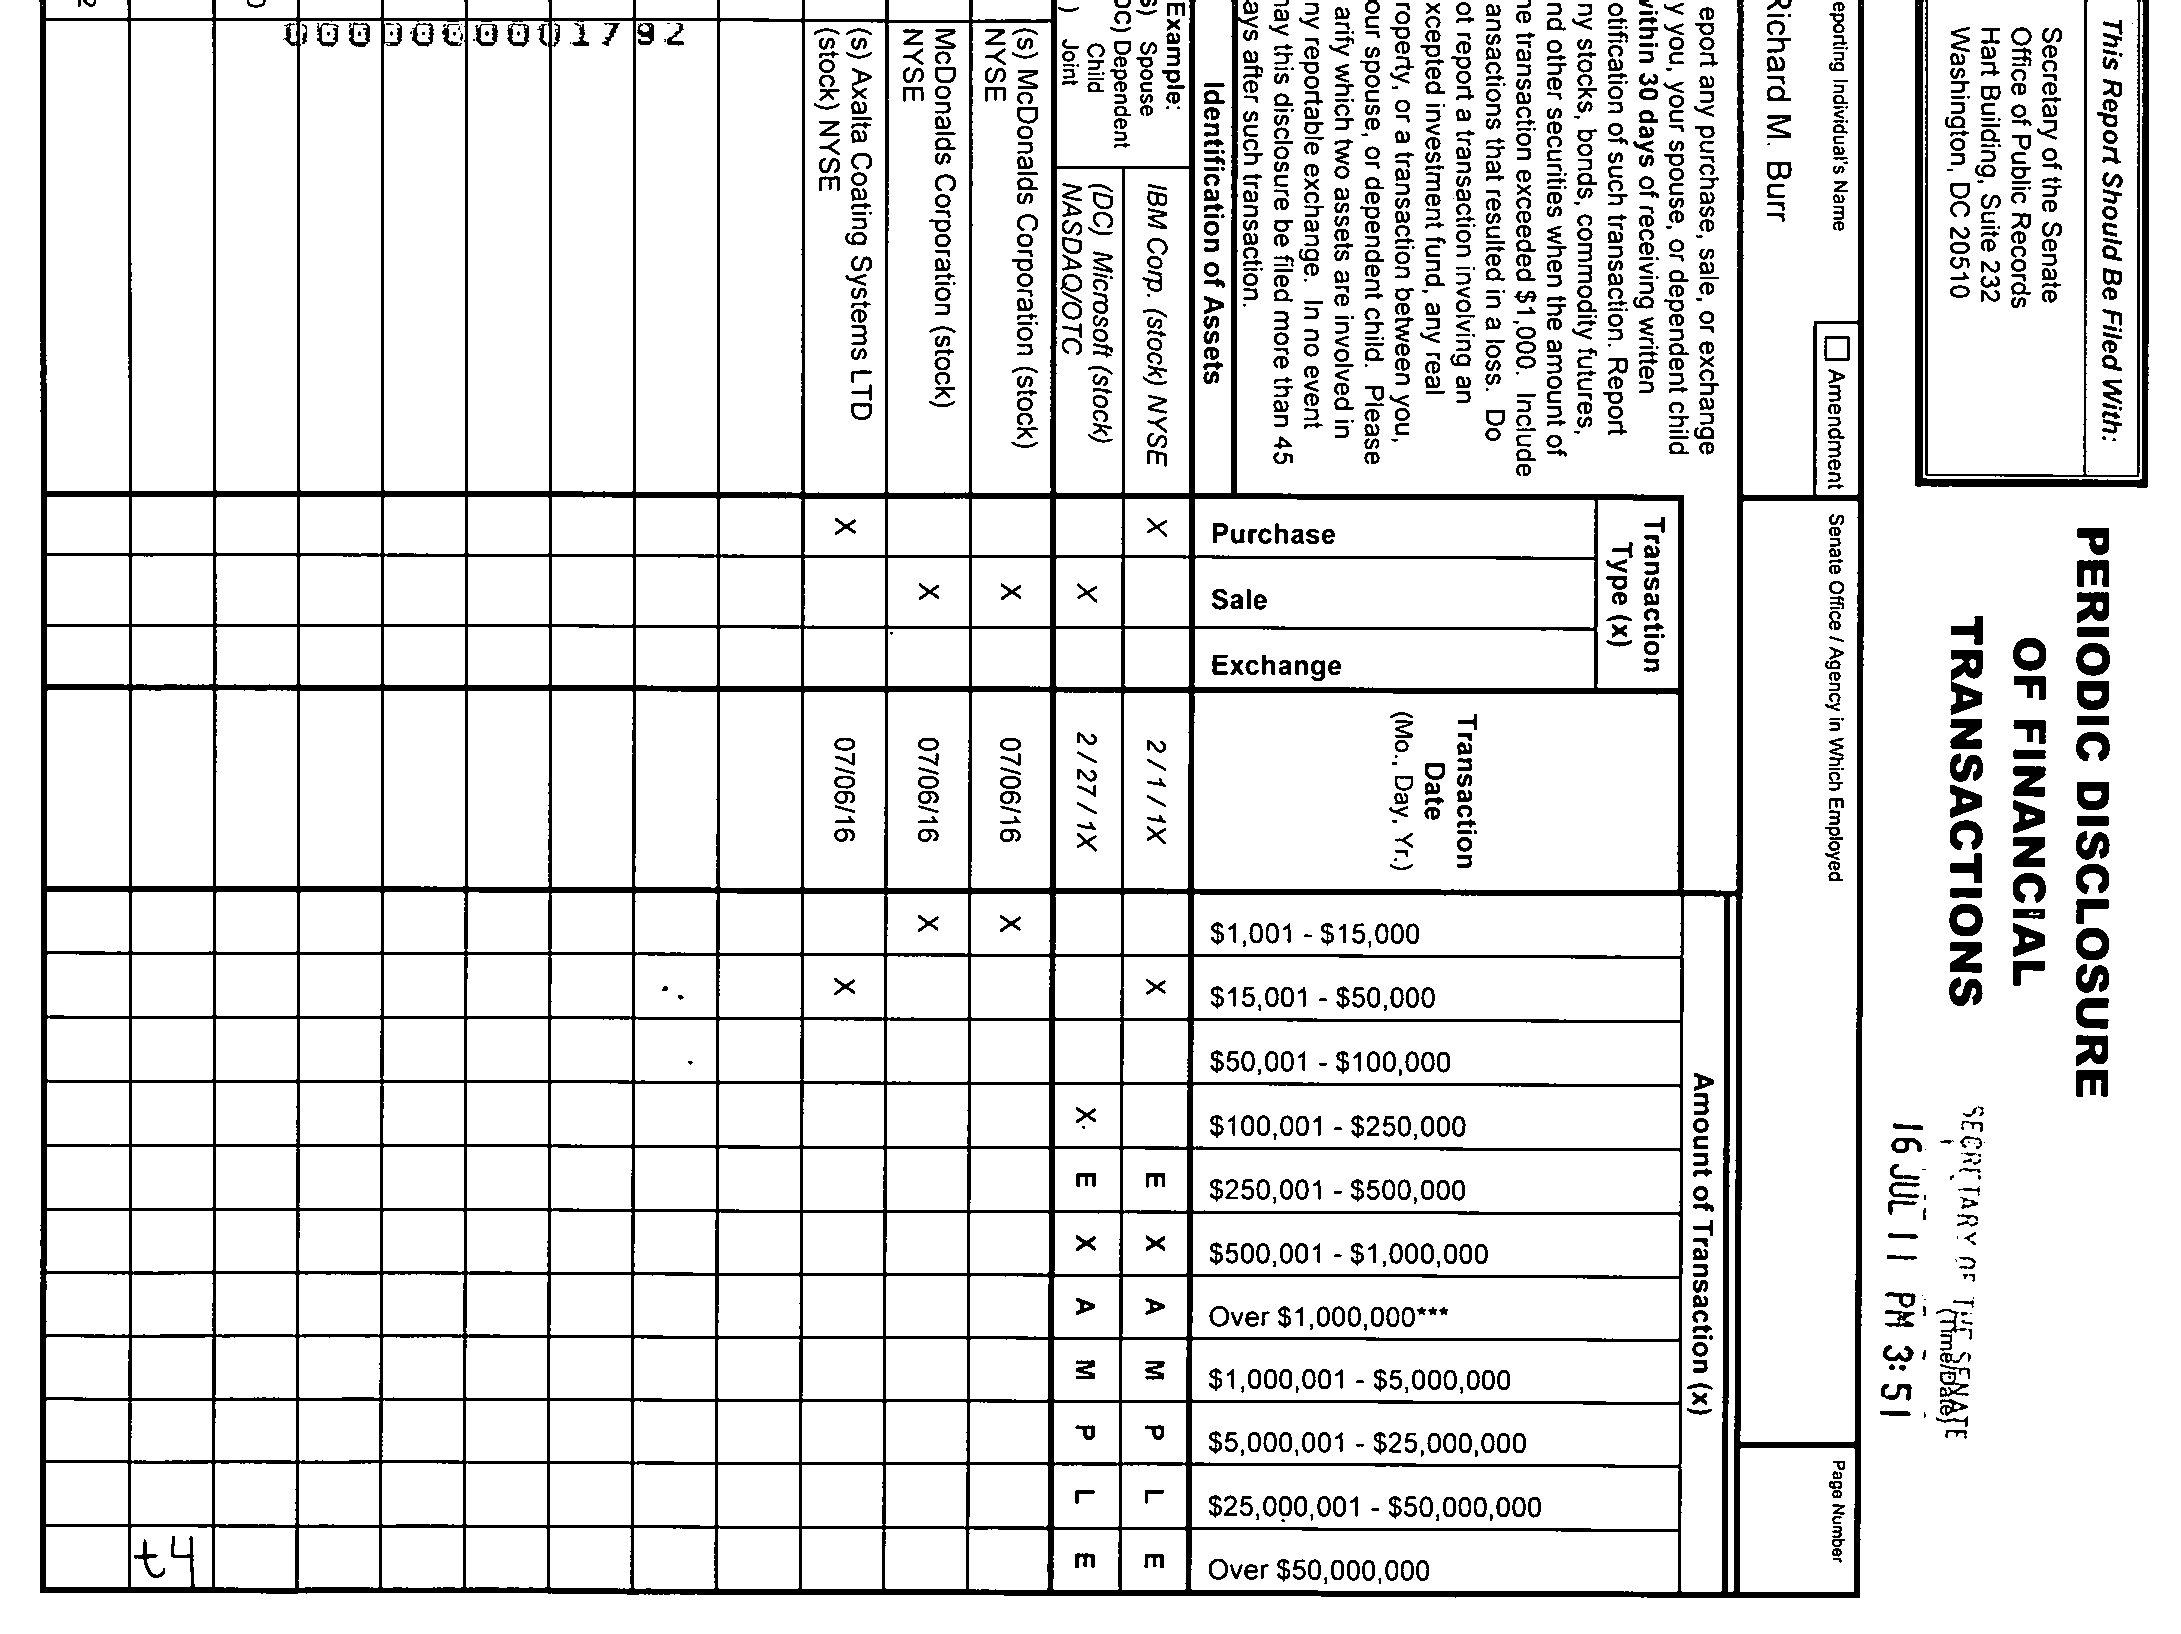 This Report Should Be Filed With:
Secretary of the Senate
Office of Public Records
Hart Building, Suite 232
Washington, DC 20510
PERIODIC DISCLOSURE
OF FINANCIAL
TRANSACTIONS
SECRETARY OF THE SENATE
(Time/Date)
16 JUL 11 PM 3:51
eporting Individual's Name
Richard M. Burr
Amendment
Senate Office / Agency in Which Employed
Page Number
eport any purchase, sale, or exchange
y you, your spouse, or dependent child
within 30 days of receiving written
otification of such transaction. Report
ny stocks, bonds, commodity futures,
nd other securities when the amount of
he transaction exceeded $1,000. Include
ansactions that resulted in a loss. Do
ot report a transaction involving an
xcepted investment fund, any real
roperty, or a transaction between you,
our spouse, or dependent child. Please
arify which two assets are involved in
ny reportable exchange. In no event
nay this disclosure be filed more than 45
ays after such transaction.
Identification of Assets
Transaction
Type (x)
Purchase
Sale
Exchange
Transaction
Date
(Mo., Day, Yr.)
Amount of Transaction (x)
$1,001 - $15,000
$15,001 - $50,000
$50,001 - $100,000
$100,001 - $250,000
$250,001 - $500,000
$500,001 - $1,000,000
Over $1,000,000***
$1,000,001 - $5,000,000
$5,000,001 - $25,000,000
$25,000,001 - $50,000,000
Over $50,000,000
Example:
S) Spouse
DC) Dependent
Child
) Joint
IBM Corp. (stock) NYSE X 2 / 1 / 1X X E X A M P L E
(DC) Microsoft (stock)
NASDAQ/OTC X 2 / 27 / 1X X E X A M P L E
(s) McDonalds Corporation (stock)
NYSE X 07/06/16 X
McDonalds Corporation (stock)
NYSE X 07/06/16 X
(s) Axalta Coating Systems LTD
(stock) NYSE X 07/06/16 X
000000001792
t4